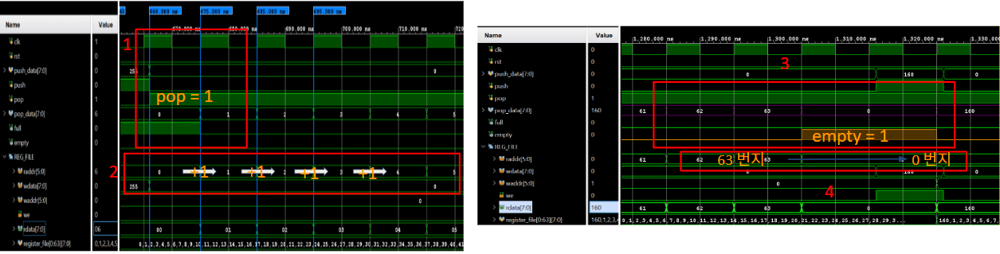 666.000 ns 675.000 ns 685.000 ns 695.000 ns
Name Value
670.000 ns 680.000 ns 690.000 ns 700.000 ns 710.000 ns 720
1
clk 1
rst 0
push_data[7:0] 0 255 0
push 0
pop 1 pop = 1
pop_data[7:0] 6 0 1 2 3 4 5
full 0
empty 0
REG_FILE
2
raddr[5:0] 6 0 +1 1 +1 2 +1 3 +1 4 5
wdata[7:0] 0 255 0
waddr[5:0] 0 0
we 0
rdata[7:0] 06 00 01 02 03 04 05
register_file[0:63][7:0] 0,1,2,3,4,5 0,1,2,3,4,5,6,7,8,9,10,11,12,13,14,15,16,17,18,19,20,21,22,23,24,25,26,27,28,29,30,31,32,33,34,35,36,37,38,39,40,41
Name Value
1,280.000 ns 1,290.000 ns 1,300.000 ns 1,310.000 ns 1,320.000 ns 1,330.00
clk 0
rst 0
3
push_data[7:0] 0 0 160 0
push 0
pop 1
pop_data[7:0] 160 61 62 63 0 160
full 0
empty 0 empty = 1
REG_FILE
raddr[5:0] 0 61 62 63 63 번지 0 번지
wdata[7:0] 0 0 160 0
waddr[5:0] 1 0
4
we 0
rdata[7:0] 160 61 62 63 0 160
register_file[0:63][7:0] 160,1,2,3,4 0,1,2,3,4,5,6,7,8,9,10,11,12,13,14,15,16,17,18,19,20,21,22,23,24,25,26,27,28,29,3... 160,1,2,3,4,5,6,7